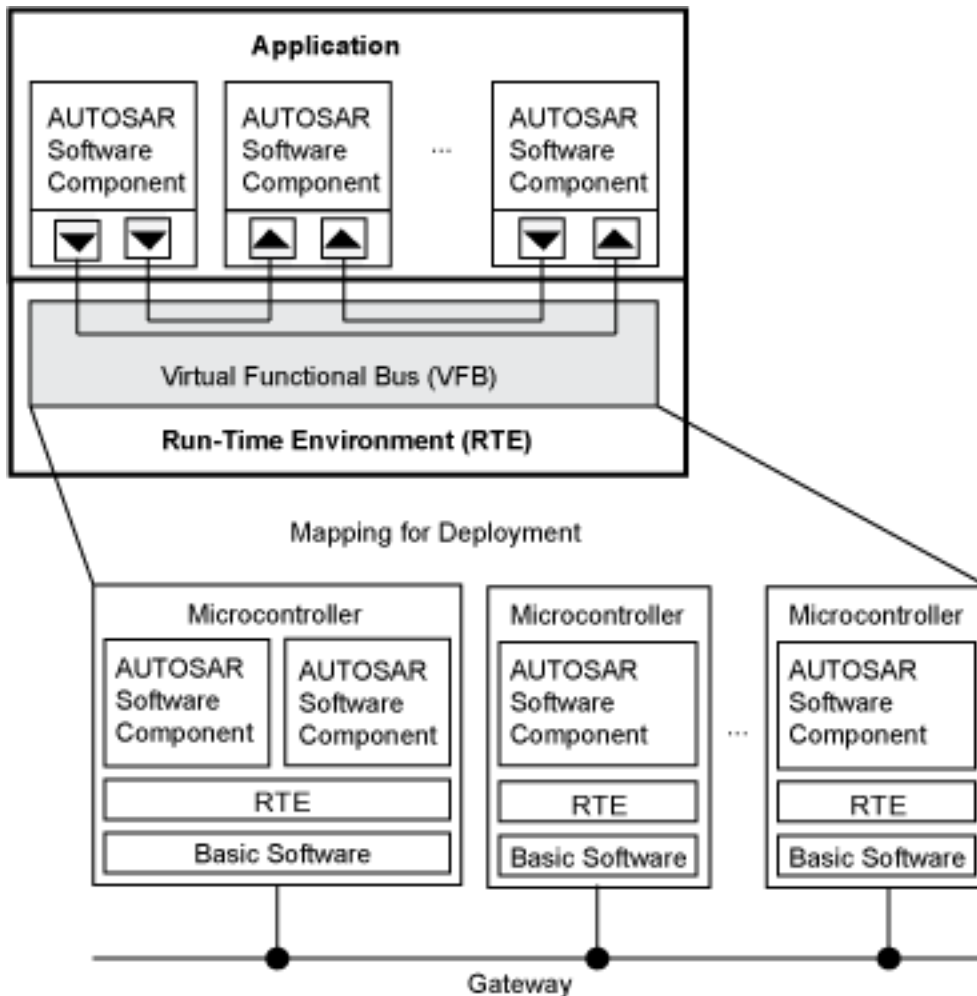 Application
AUTOSAR
Software
Component
AUTOSAR
Software
Component
...
AUTOSAR
Software
Component
Virtual Functional Bus (VFB)
Run-Time Environment (RTE)
Mapping for Deployment
Microcontroller
AUTOSAR
Software
Component
AUTOSAR
Software
Component
RTE
Basic Software
Microcontroller
AUTOSAR
Software
Component
RTE
Basic Software
...
Microcontroller
AUTOSAR
Software
Component
RTE
Basic Software
Gateway